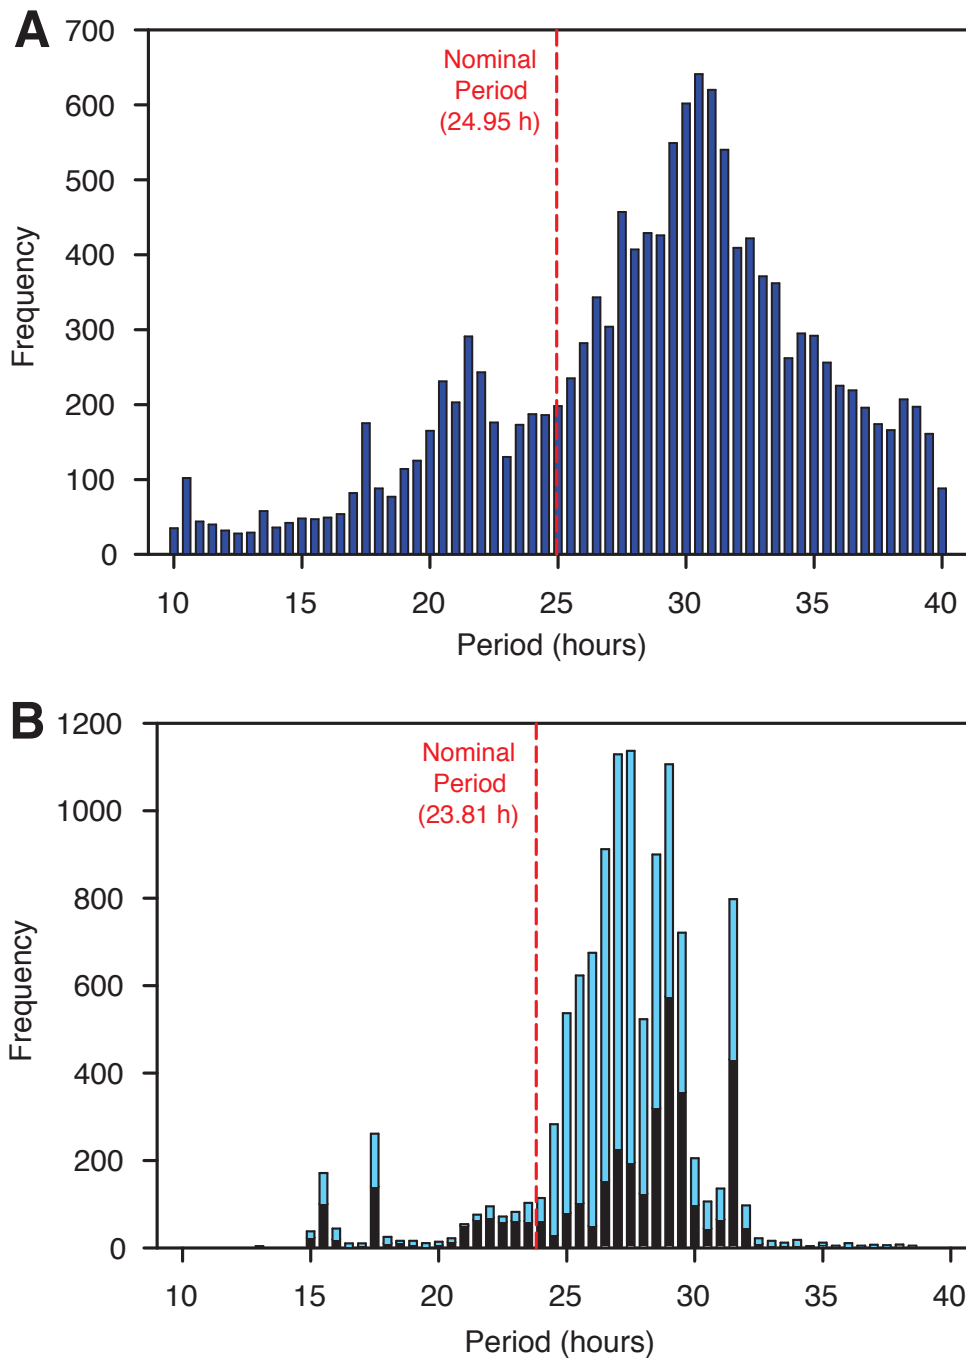 A
700
600
500
400
300
200
100
0
Frequency
Nominal
Period
(24.95 h)
10 15 20 25 30 35 40
Period (hours)
B
1200
1000
800
600
400
200
0
Frequency
Nominal
Period
(23.81 h)
10 15 20 25 30 35 40
Period (hours)